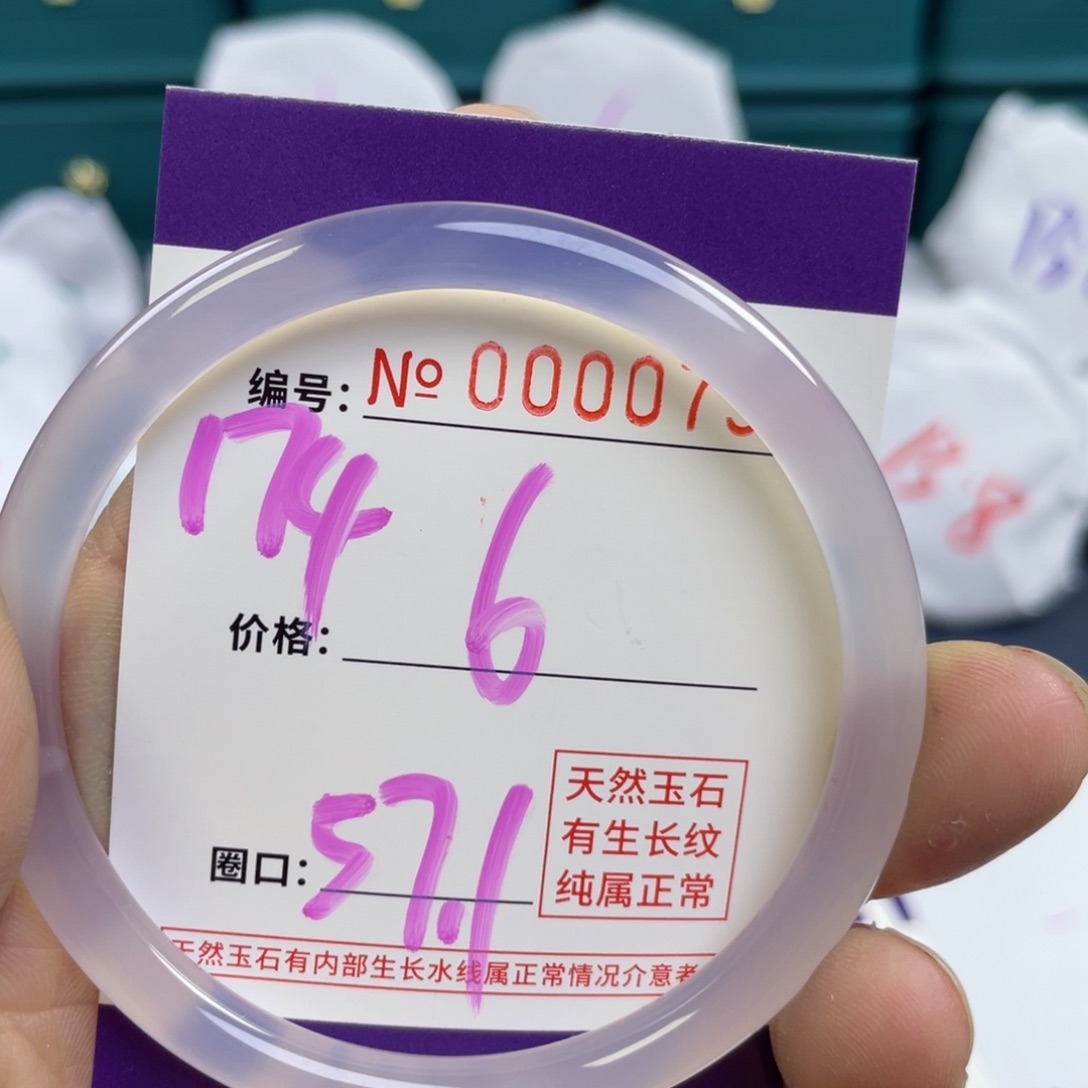 编号: № 000075
174
6
价格:
圈口: 57.1
天然玉石
有生长纹
纯属正常
天然玉石有内部生长水线属正常情况介意者